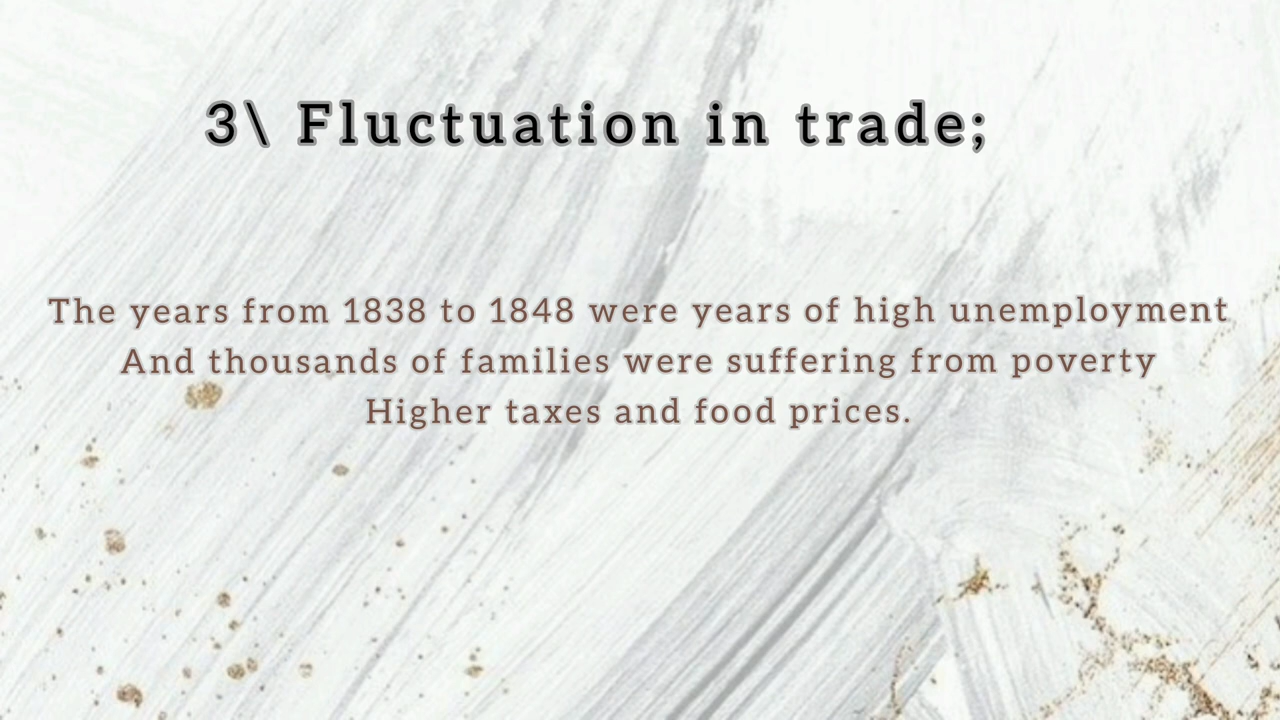 3\ Fluctuation in trade;
The years from 1838 to 1848 were years of high unemployment
And thousands of families were suffering from poverty
Higher taxes and food prices.